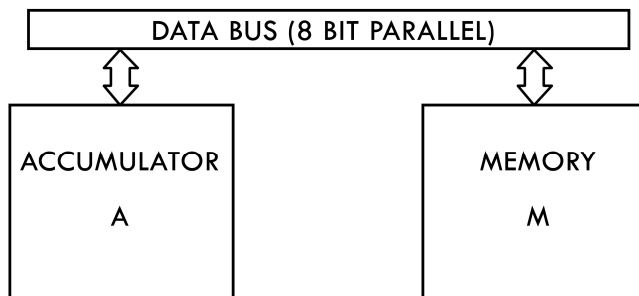 DATA BUS (8 BIT PARALLEL)
ACCUMULATOR
A
MEMORY
M